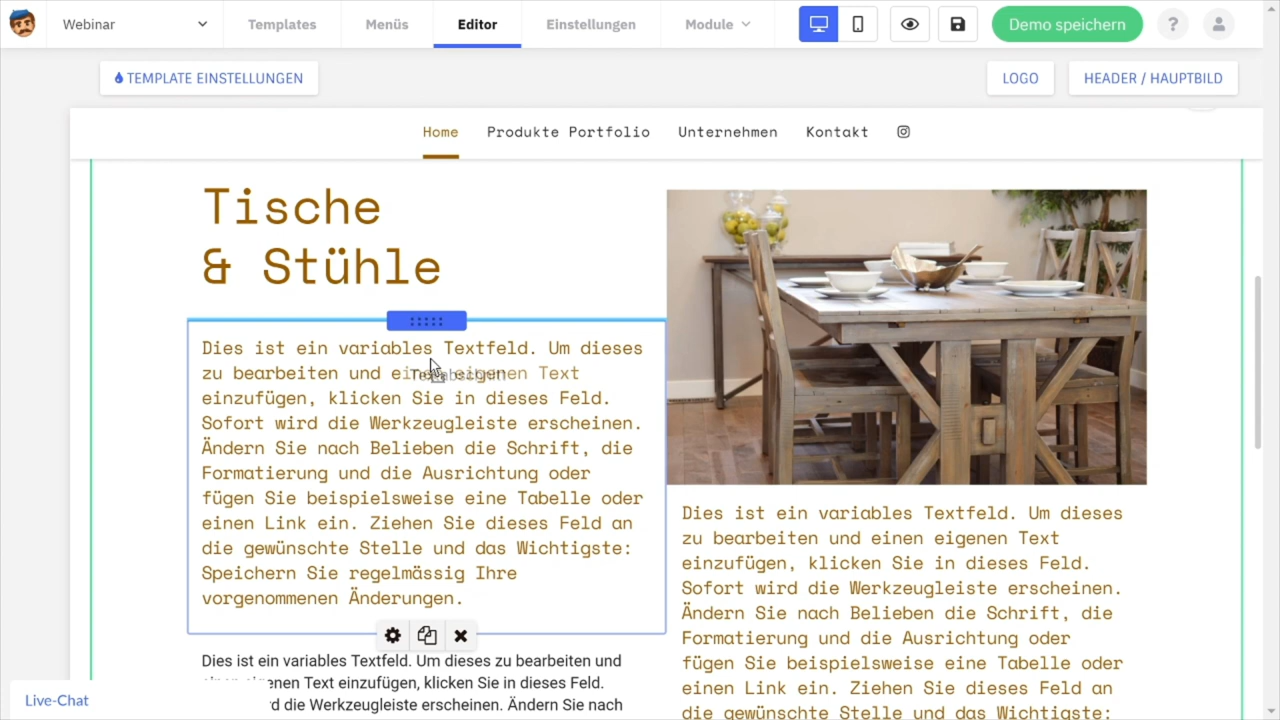 Webinar
Templates
Menüs
Editor
Einstellungen
Module
Demo speichern
?
TEMPLATE EINSTELLUNGEN
LOGO
HEADER / HAUPTBILD
Home
Produkte Portfolio
Unternehmen
Kontakt
Tische
& Stühle
Dies ist ein variables Textfeld. Um dieses
zu bearbeiten und einen eigenen Text
einzufügen, klicken Sie in dieses Feld.
Sofort wird die Werkzeugleiste erscheinen.
Ändern Sie nach Belieben die Schrift, die
Formatierung und die Ausrichtung oder
fügen Sie beispielsweise eine Tabelle oder
einen Link ein. Ziehen Sie dieses Feld an
die gewünschte Stelle und das Wichtigste:
Speichern Sie regelmässig Ihre
vorgenommenen Änderungen.
Dies ist ein variables Textfeld. Um dieses zu bearbeiten und
einen eigenen Text einzufügen, klicken Sie in dieses Feld.
d die Werkzeugleiste erscheinen. Ändern Sie nach
Dies ist ein variables Textfeld. Um dieses
zu bearbeiten und einen eigenen Text
einzufügen, klicken Sie in dieses Feld.
Sofort wird die Werkzeugleiste erscheinen.
Ändern Sie nach Belieben die Schrift, die
Formatierung und die Ausrichtung oder
fügen Sie beispielsweise eine Tabelle oder
einen Link ein. Ziehen Sie dieses Feld an
die gewünschte Stelle und das Wichtigste:
Live-Chat